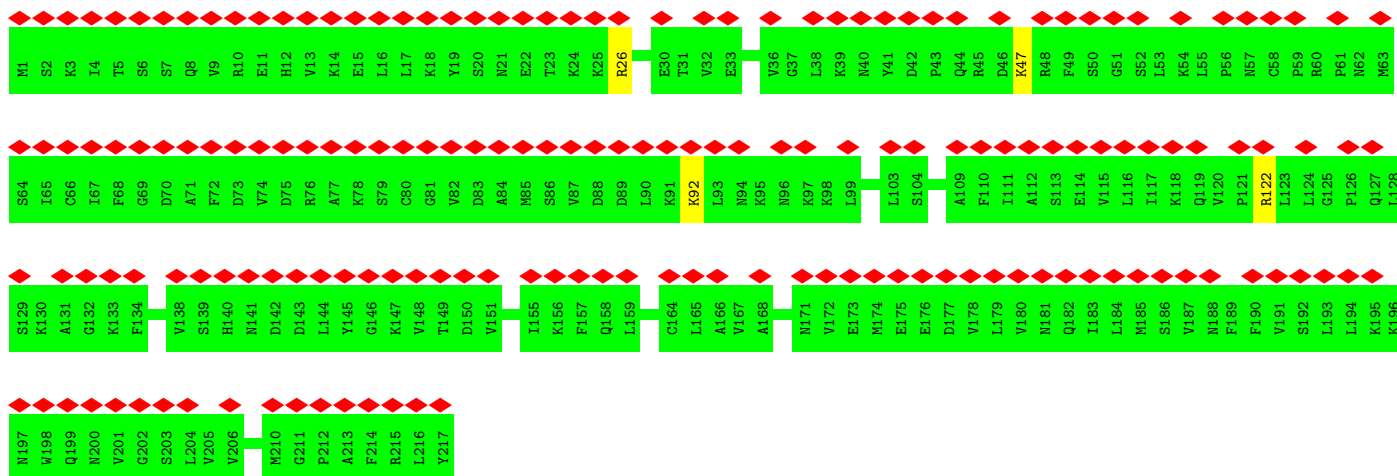 M1 S2 K3 I4 T5 S6 S7 Q8 V9 R10 E11 H12 V13 K14 E15 L16 L17 K18 Y19 S20 N21 E22 T23 K24 K25 R26 E30 T31 V32 E33 V36 G37 L38 K39 N40 Y41 D42 P43 Q44 R45 D46 K47 R48 F49 S50 G51 S52 L53 K54 L55 P56 N57 C58 P59 R60 P61 N62 M63
S64 I65 C66 I67 F68 G69 D70 A71 F72 D73 V74 D75 R76 A77 K78 S79 C80 G81 V82 D83 A84 M85 S86 V87 D88 D89 L90 K91 K92 L93 N94 K95 N96 K97 K98 L99 L103 S104 A109 F110 I111 A112 S113 E114 V115 L116 I117 K118 Q119 V120 P121 R122 L123 L124 G125 P126 Q127 L128
S129 K130 A131 G132 K133 F134 V138 S139 H140 N141 D142 D143 L144 Y145 G146 K147 V148 T149 D150 V151 I155 K156 F157 Q158 L159 C164 L165 A166 V167 A168 N171 V172 E173 M174 E175 E176 D177 V178 L179 V180 N181 Q182 I183 L184 M185 S186 V187 N188 F189 F190 V191 S192 L193 L194 K195 K196
N197 W198 Q199 N200 V201 G202 S203 L204 V205 V206 M210 G211 P212 A213 F214 R215 L216 Y217